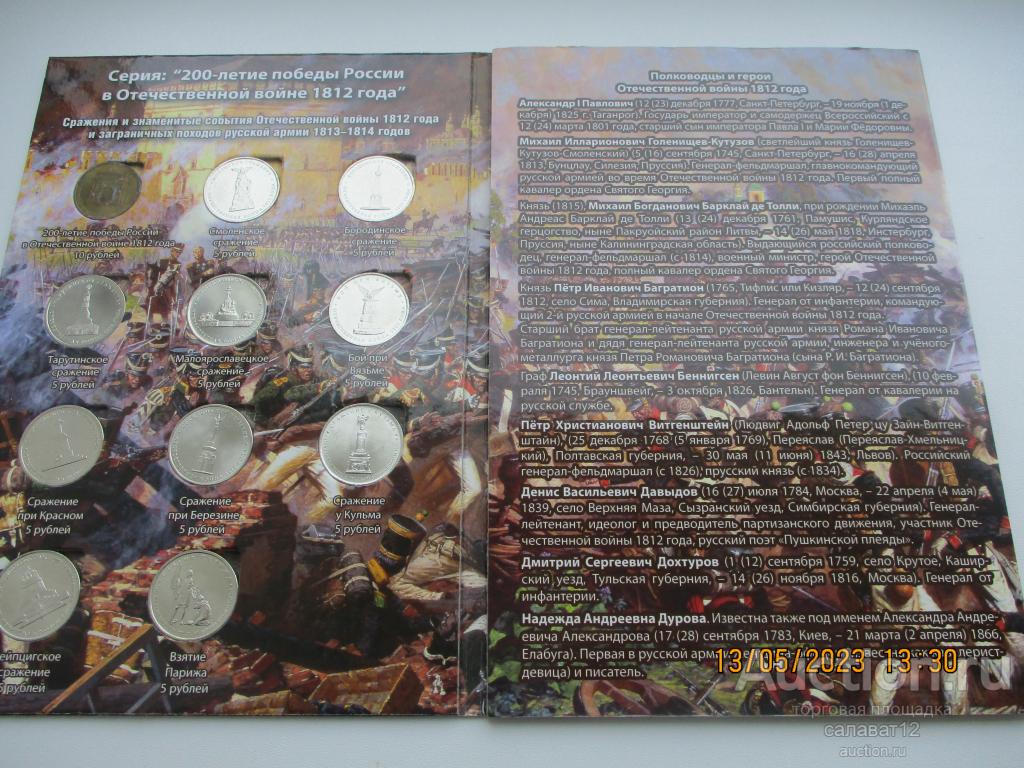 Серия: "200-летие победы России
в Отечественной войне 1812 года"
Сражения и знаменитые события Отечественной войны 1812 года
и заграничных походов русской армии 1813–1814 годов
200-летие победы России
в Отечественной войне 1812 года
10 рублей
Смоленское
сражение
5 рублей
Бородинское
сражение
5 рублей
Тарутинское
сражение
5 рублей
Малоярославецкое
сражение
5 рублей
Бой при
Вязьме
5 рублей
Сражение
при Красном
5 рублей
Сражение
при Березине
5 рублей
Сражение
у Кульма
5 рублей
ейпцигское
сражение
5 рублей
Взятие
Парижа
5 рублей
Полководцы и герои
Отечественной войны 1812 года
Александр I Павлович (12 (23) декабря 1777, Санкт-Петербург, – 19 ноября (1 де-
кабря) 1825 г. Таганрог). Государь император и самодержец Всероссийский с
12 (24) марта 1801 года, старший сын императора Павла I и Марии Фёдоровны.
Михаил Илларионович Голенищев-Кутузов (светлейший князь Голенищев-
Кутузов-Смоленский) (5 (16) сентября 1745, Санкт-Петербург, – 16 (28) апреля
1813, Бунцлау, Силезия, Пруссия). Генерал-фельдмаршал, главнокомандующий
русской армией во время Отечественной войны 1812 года. Первый полный
кавалер ордена Святого Георгия.
Князь (1815), Михаил Богданович Барклай де Толли, при рождении Михаэль
Андреас Барклай де Толли (13 (24) декабря 1761, Памушис, Курляндское
герцогство, ныне Пакруойский район Литвы, – 14 (26) мая 1818, Инстербург,
Пруссия, ныне Калининградская область). Выдающийся российский полково-
дец, генерал-фельдмаршал (с 1814), военный министр, герой Отечественной
войны 1812 года, полный кавалер ордена Святого Георгия.
Князь Пётр Иванович Багратион (1765, Тифлис или Кизляр, – 12 (24) сентября
1812, село Сима, Владимирская губерния). Генерал от инфантерии, командую-
щий 2-й русской армией в начале Отечественной войны 1812 года.
Старший брат генерал-лейтенанта русской армии князя Романа Ивановича
Багратиона и дядя генерал-лейтенанта русской армии, инженера и учёного-
металлурга князя Петра Романовича Багратиона (сына Р. И. Багратиона).
Граф Леонтий Леонтьевич Беннигсен (Левин Август фон Беннигсен), (10 фев-
раля 1745, Брауншвейг, – 3 октября 1826, Бантельн). Генерал от кавалерии на
русской службе.
Пётр Христианович Витгенштейн (Людвиг Адольф Петер цу Зайн-Витген-
штайн), (25 декабря 1768 (5 января 1769), Переяслав (Переяслав-Хмельниц-
кий), Полтавская губерния, – 30 мая (11 июня) 1843, Львов). Российский
генерал-фельдмаршал (с 1826), прусский князь (с 1834).
Денис Васильевич Давыдов (16 (27) июля 1784, Москва, – 22 апреля (4 мая)
1839, село Верхняя Маза, Сызранский уезд, Симбирская губерния). Генерал-
лейтенант, идеолог и предводитель партизанского движения, участник Оте-
чественной войны 1812 года, русский поэт «Пушкинской плеяды».
Дмитрий Сергеевич Дохтуров (1 (12) сентября 1759, село Крутое, Кашир-
ский уезд, Тульская губерния, – 14 (26) ноября 1816, Москва). Генерал от
инфантерии.
Надежда Андреевна Дурова. Известна также под именем Александра Андре-
евича Александрова (17 (28) сентября 1783, Киев, – 21 марта (2 апреля) 1866,
Елабуга). Первая в русской армии
девица) и писатель.
13/05/2023 13:30
Auction.ru
торговая площадка
салават12
auction.ru